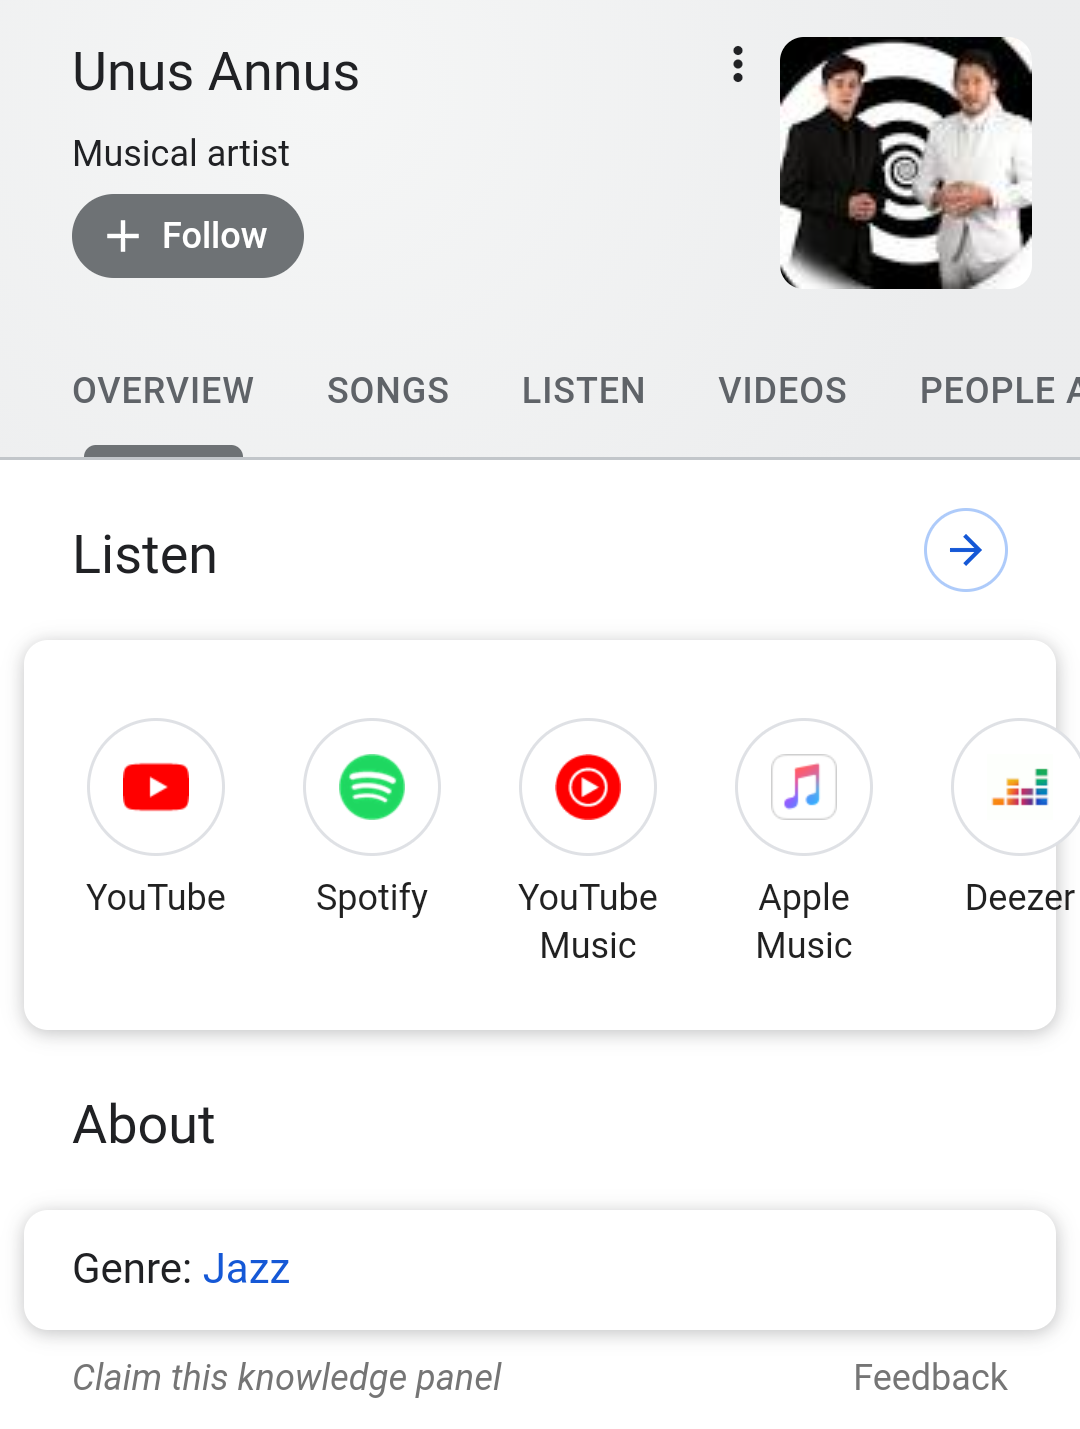 Unus Annus
Musical artist
Follow
OVERVIEW SONGS LISTEN VIDEOS PEOPLE A
Listen
YouTube Spotify YouTube Music Apple Music Deezer
About
Genre: Jazz
Claim this knowledge panel Feedback